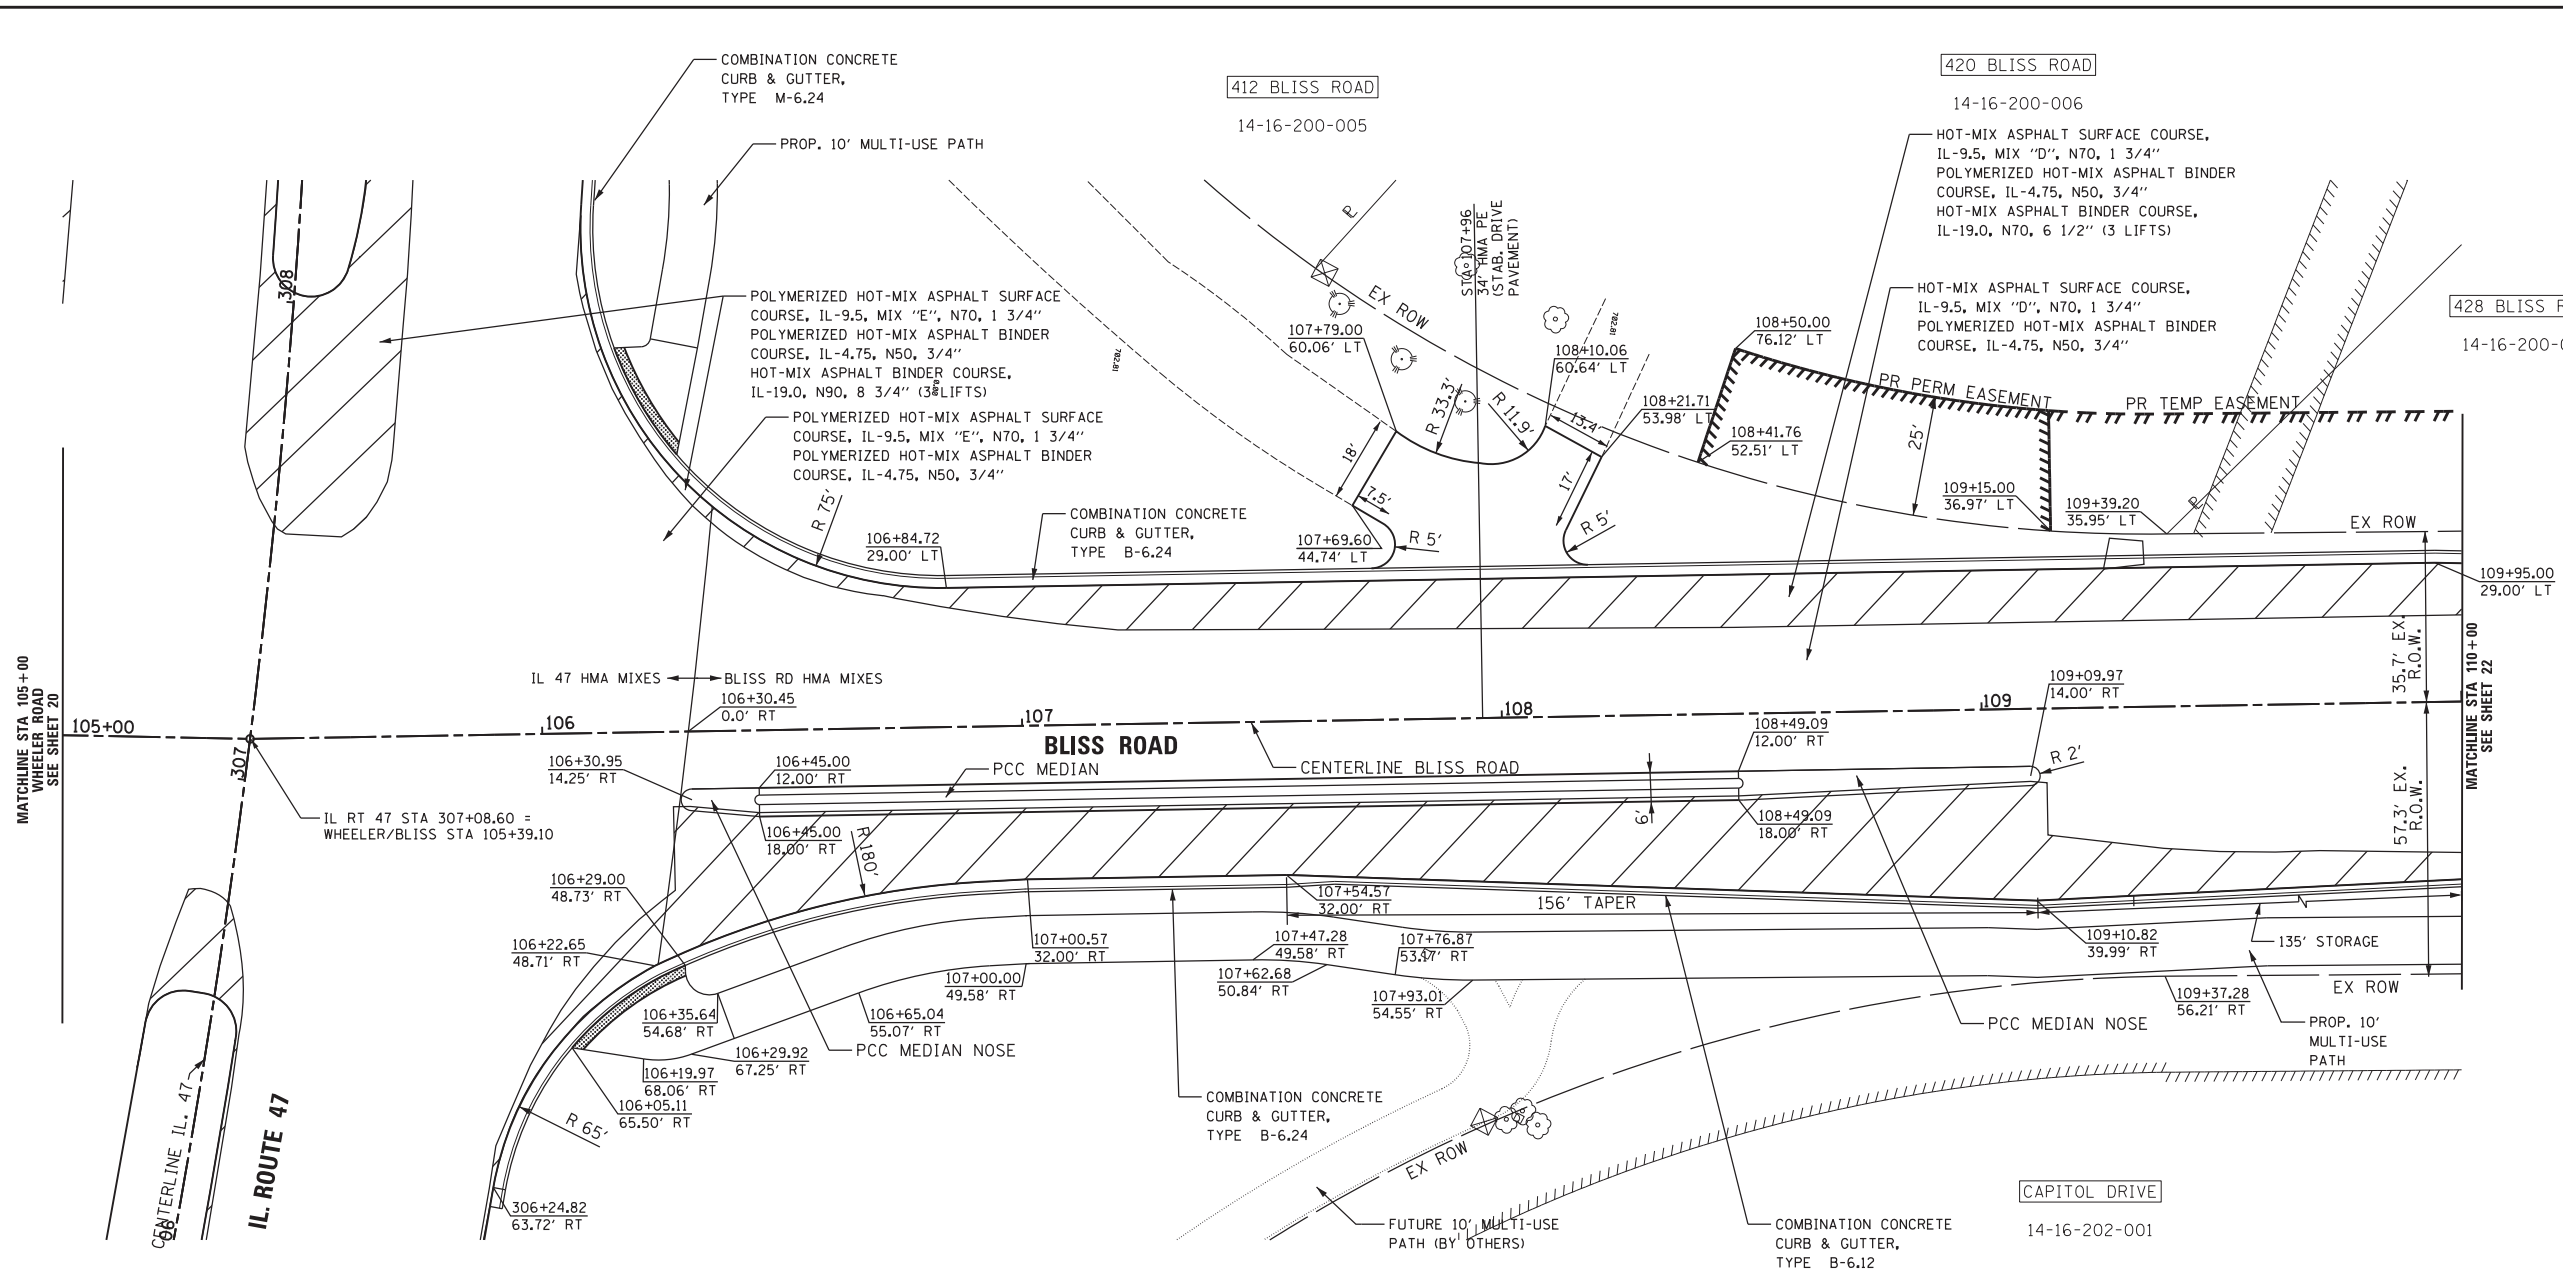 COMBINATION CONCRETE
CURB & GUTTER,
TYPE M-6.24
PROP. 10' MULTI-USE PATH
412 BLISS ROAD
14-16-200-005
420 BLISS ROAD
14-16-200-006
HOT-MIX ASPHALT SURFACE COURSE,
IL-9.5, MIX "D", N70, 1 3/4"
POLYMERIZED HOT-MIX ASPHALT BINDER
COURSE, IL-4.75, N50, 3/4"
HOT-MIX ASPHALT BINDER COURSE,
IL-19.0, N70, 6 1/2" (3 LIFTS)
HOT-MIX ASPHALT SURFACE COURSE,
IL-9.5, MIX "D", N70, 1 3/4"
POLYMERIZED HOT-MIX ASPHALT BINDER
COURSE, IL-4.75, N50, 3/4"
428 BLISS
14-16-200-
STA 107+96
34' HMA PE
(STAB. DRIVE
PAVEMENT)
EX ROW
POLYMERIZED HOT-MIX ASPHALT SURFACE
COURSE, IL-9.5, MIX "E", N70, 1 3/4"
POLYMERIZED HOT-MIX ASPHALT BINDER
COURSE, IL-4.75, N50, 3/4"
HOT-MIX ASPHALT BINDER COURSE,
IL-19.0, N90, 8 3/4" (3 LIFTS)
POLYMERIZED HOT-MIX ASPHALT SURFACE
COURSE, IL-9.5, MIX "E", N70, 1 3/4"
POLYMERIZED HOT-MIX ASPHALT BINDER
COURSE, IL-4.75, N50, 3/4"
308
107+79.00
60.06' LT
108+10.06
60.64' LT
702.81
702.81
108+50.00
76.12' LT
PR PERM EASEMENT
PR TEMP EASEMENT
R 33.3'
R 11.9'
13.4'
108+21.71
53.98' LT
108+41.76
52.51' LT
25'
18'
7.5'
17'
R 5'
R 5'
R 75'
106+84.72
29.00' LT
COMBINATION CONCRETE
CURB & GUTTER,
TYPE B-6.24
107+69.60
44.74' LT
109+15.00
36.97' LT
109+39.20
35.95' LT
EX ROW
109+95.00
29.00' LT
35.7' EX.
R.O.W.
57.3' EX.
R.O.W.
MATCHLINE STA 110+00
SEE SHEET 22
MATCHLINE STA 105+00
WHEELER ROAD
SEE SHEET 20
IL 47 HMA MIXES
BLISS RD HMA MIXES
106+30.45
0.0' RT
105+00
106
107
108
109
BLISS ROAD
CENTERLINE BLISS ROAD
PCC MEDIAN
109+09.97
14.00' RT
R 2'
108+49.09
12.00' RT
307
106+30.95
14.25' RT
106+45.00
12.00' RT
IL RT 47 STA 307+08.60 =
WHEELER/BLISS STA 105+39.10
106+45.00
18.00' RT
R 180'
6'
108+49.09
18.00' RT
106+29.00
48.73' RT
107+54.57
32.00' RT
156' TAPER
106+22.65
48.71' RT
107+00.57
32.00' RT
107+47.28
49.58' RT
107+76.87
53.17' RT
109+10.82
39.99' RT
135' STORAGE
107+00.00
49.58' RT
107+62.68
50.84' RT
107+93.01
54.55' RT
109+37.28
56.21' RT
EX ROW
106+35.64
54.68' RT
106+65.04
55.07' RT
PCC MEDIAN NOSE
PCC MEDIAN NOSE
PROP. 10'
MULTI-USE
PATH
106+29.92
67.25' RT
106+19.97
68.06' RT
106+05.11
65.50' RT
R 65'
CENTERLINE IL. 47
IL. ROUTE 47
COMBINATION CONCRETE
CURB & GUTTER,
TYPE B-6.24
EX ROW
306+24.82
63.72' RT
FUTURE 10' MULTI-USE
PATH (BY OTHERS)
COMBINATION CONCRETE
CURB & GUTTER,
TYPE B-6.12
CAPITOL DRIVE
14-16-202-001